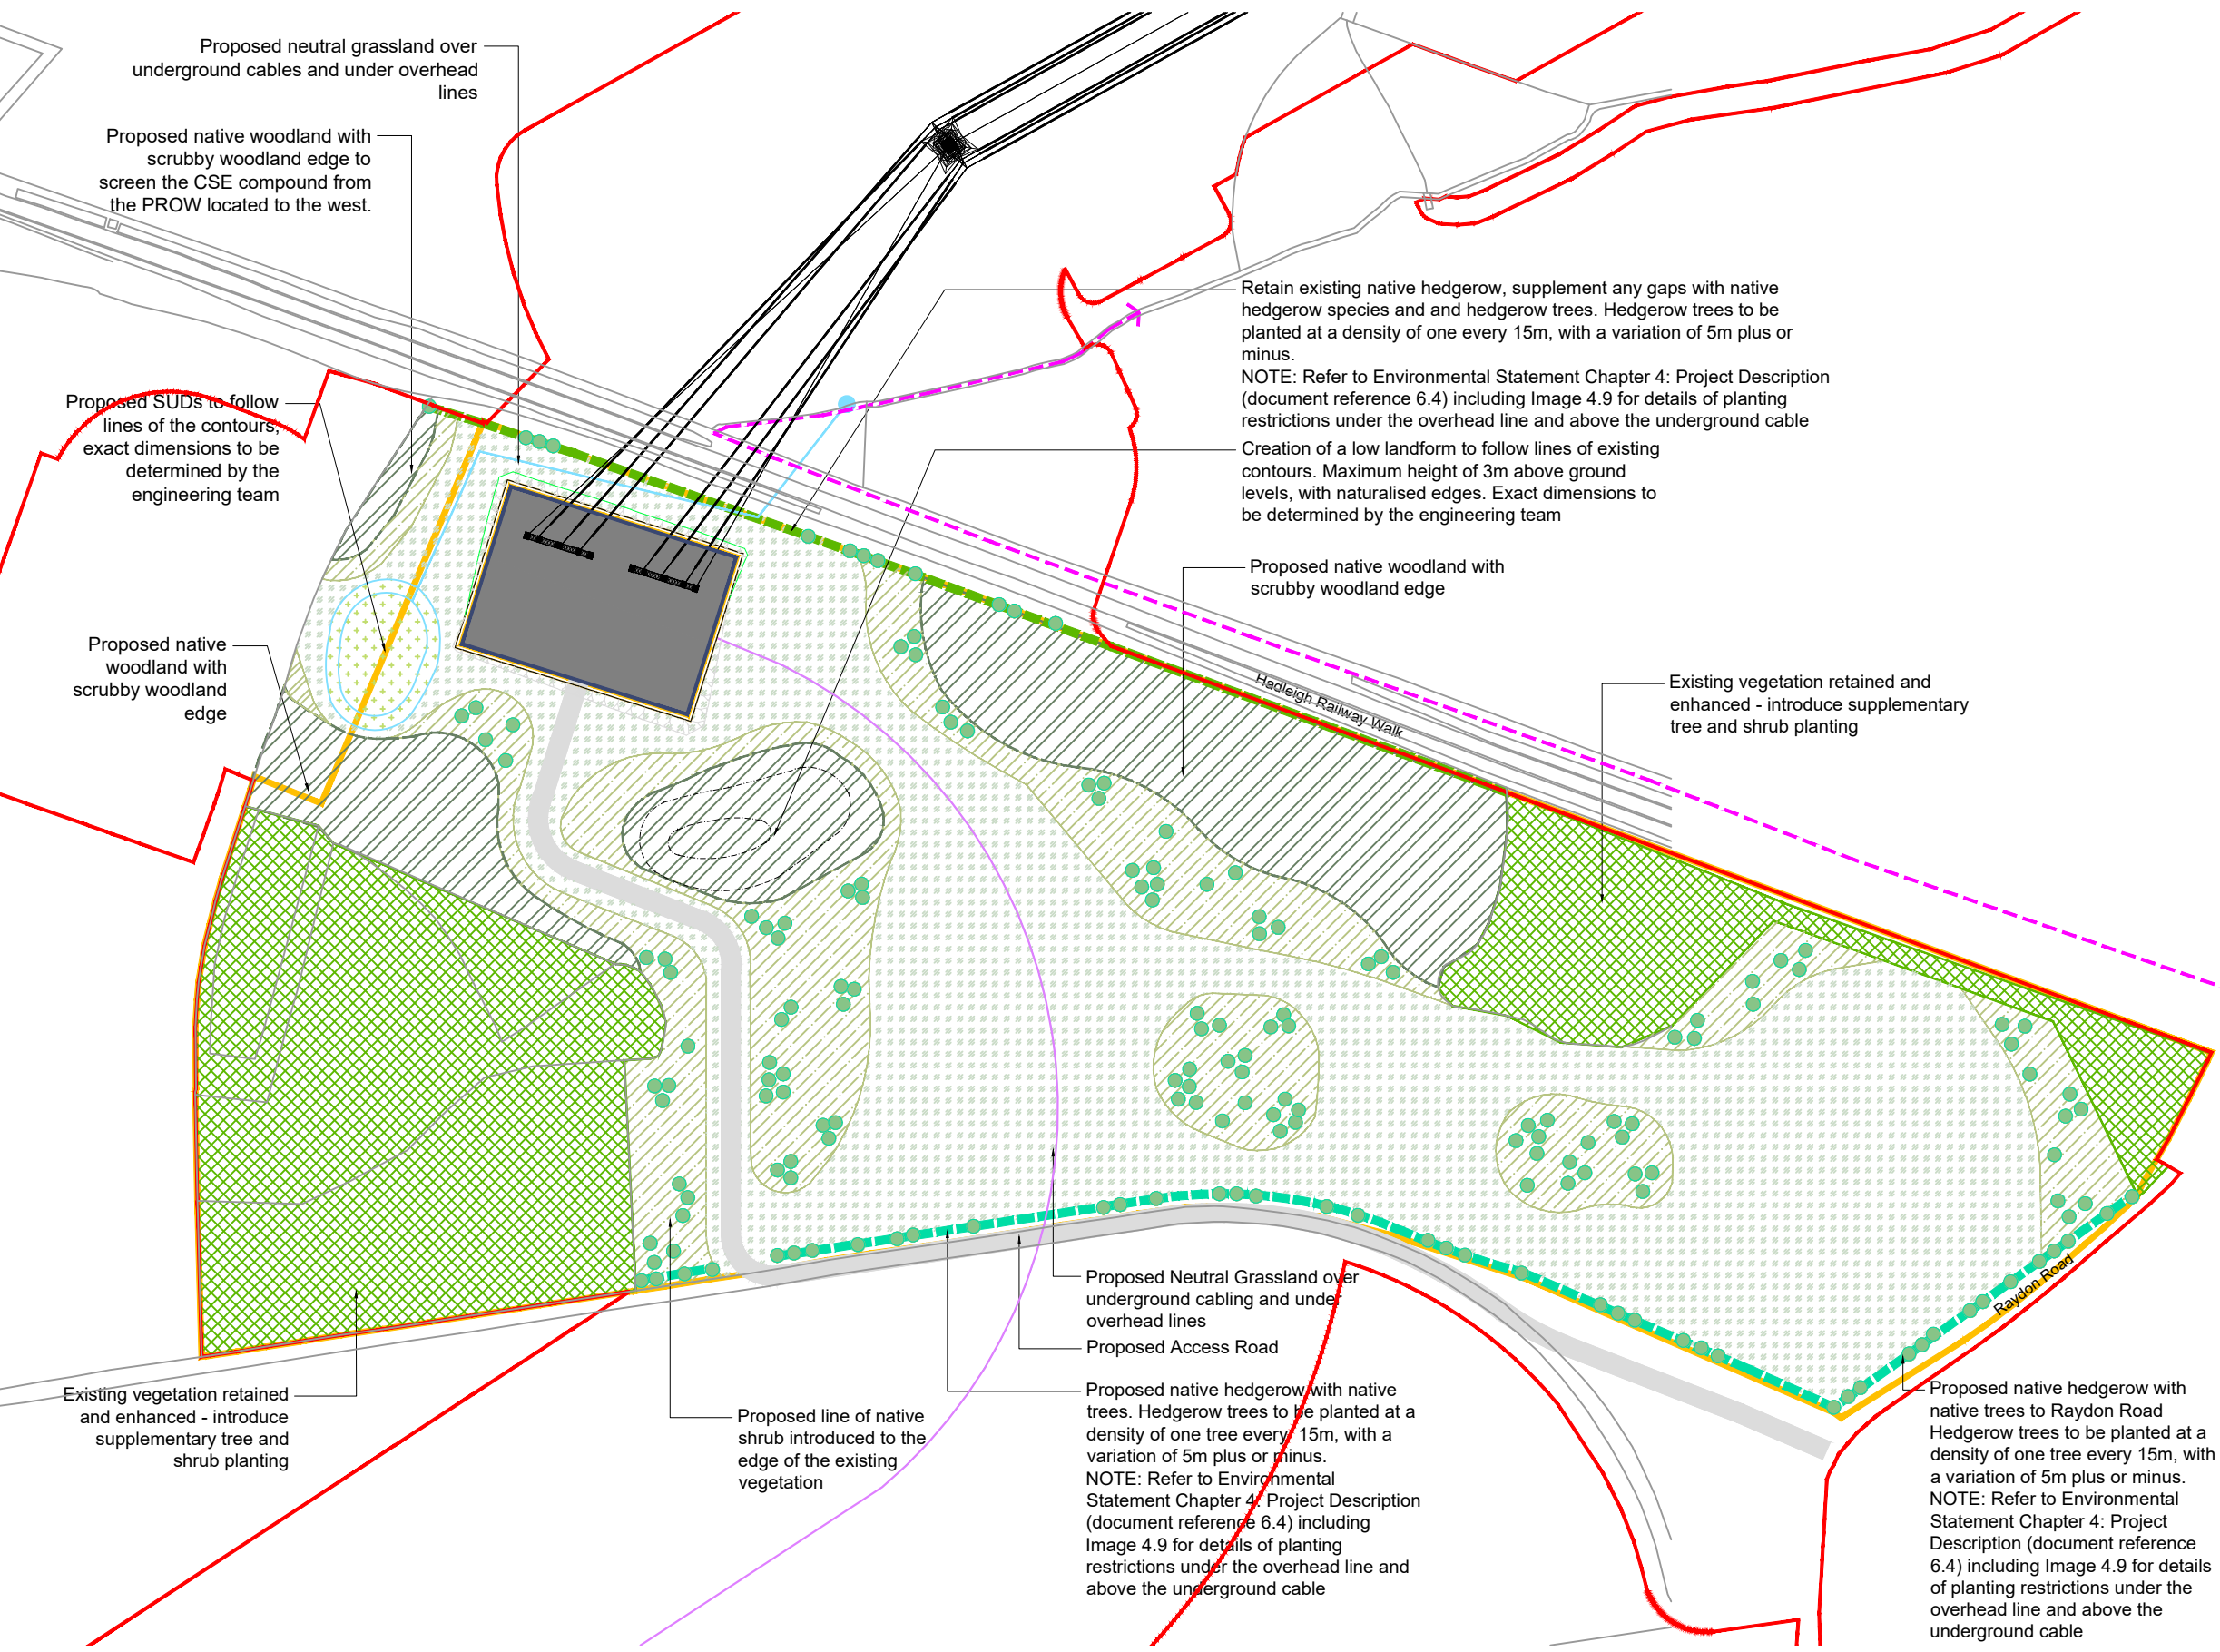 Proposed neutral grassland over
underground cables and under overhead
lines
Proposed native woodland with
scrubby woodland edge to
screen the CSE compound from
the PROW located to the west.
Retain existing native hedgerow, supplement any gaps with native
hedgerow species and and hedgerow trees. Hedgerow trees to be
planted at a density of one every 15m, with a variation of 5m plus or
minus.
NOTE: Refer to Environmental Statement Chapter 4: Project Description
(document reference 6.4) including Image 4.9 for details of planting
restrictions under the overhead line and above the underground cable
Proposed SUDs to follow
lines of the contours,
exact dimensions to be
determined by the
engineering team
Creation of a low landform to follow lines of existing
contours. Maximum height of 3m above ground
levels, with naturalised edges. Exact dimensions to
be determined by the engineering team
Proposed native woodland with
scrubby woodland edge
Proposed native
woodland with
scrubby woodland
edge
Hadleigh Railway Walk
Existing vegetation retained and
enhanced - introduce supplementary
tree and shrub planting
Raydon Road
Proposed Neutral Grassland over
underground cabling and under
overhead lines
Proposed Access Road
Existing vegetation retained
and enhanced - introduce
supplementary tree and
shrub planting
Proposed line of native
shrub introduced to the
edge of the existing
vegetation
Proposed native hedgerow with native
trees. Hedgerow trees to be planted at a
density of one tree every 15m, with a
variation of 5m plus or minus.
NOTE: Refer to Environmental
Statement Chapter 4: Project Description
(document reference 6.4) including
Image 4.9 for details of planting
restrictions under the overhead line and
above the underground cable
Proposed native hedgerow with
native trees to Raydon Road
Hedgerow trees to be planted at a
density of one tree every 15m, with
a variation of 5m plus or minus.
NOTE: Refer to Environmental
Statement Chapter 4: Project
Description (document reference
6.4) including Image 4.9 for details
of planting restrictions under the
overhead line and above the
underground cable